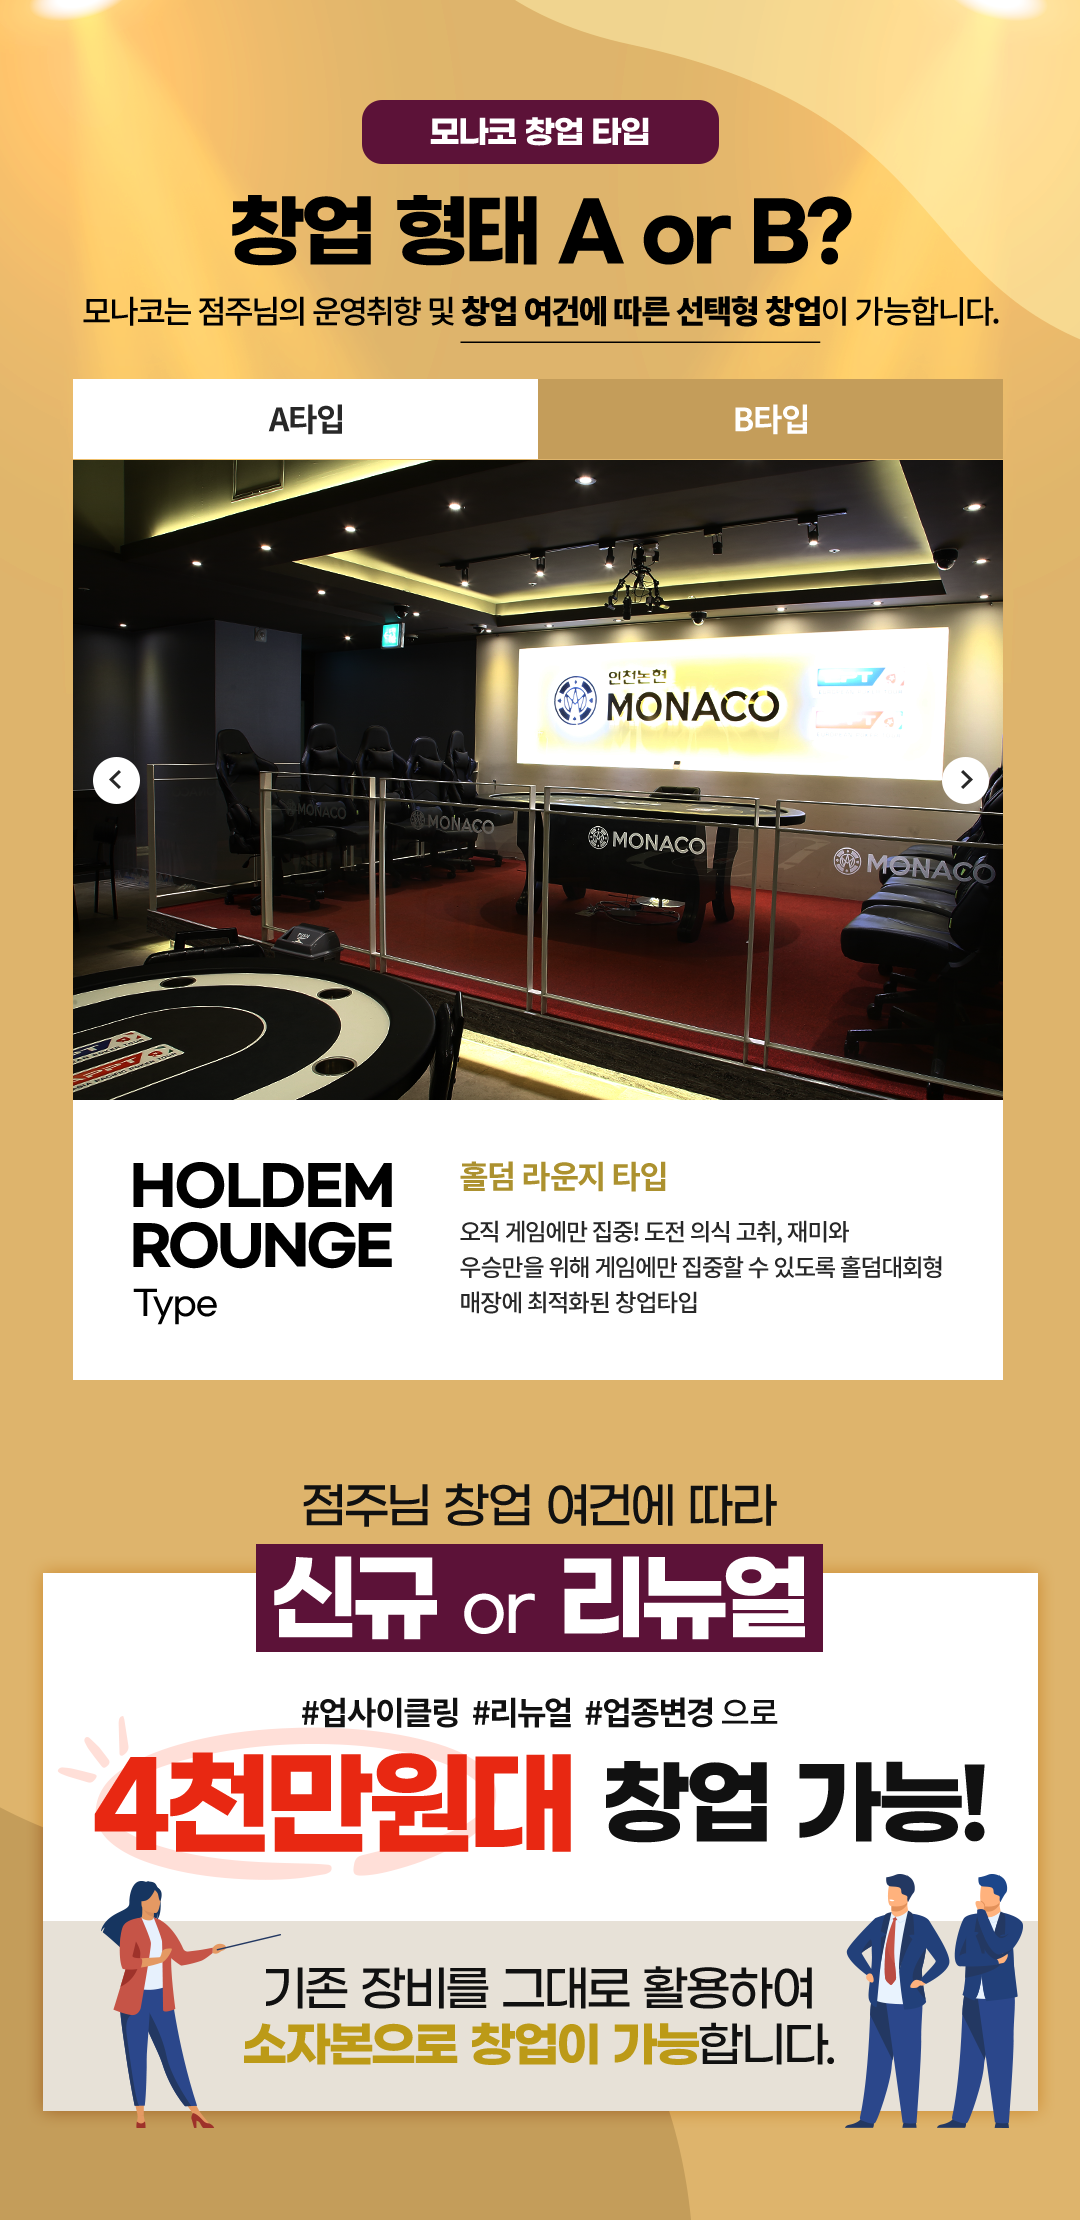 모나코 창업 타입
창업 형태 A or B?
모나코는 점주님의 운영취향 및 창업 여건에 따른 선택형 창업이 가능합니다.
A타입
B타입
인천논현
MONACO
MONACO
MONACO
MONACO
MONACO
HOLDEM
ROUNGE
Type
홀덤 라운지 타입
오직 게임에만 집중! 도전 의식 고취, 재미와
우승만을 위해 게임에만 집중할 수 있도록 홀덤대회형
매장에 최적화된 창업타입
점주님 창업 여건에 따라
신규 or 리뉴얼
#업사이클링 #리뉴얼 #업종변경 으로
4천만원대 창업 가능!
기존 장비를 그대로 활용하여
소자본으로 창업이 가능합니다.